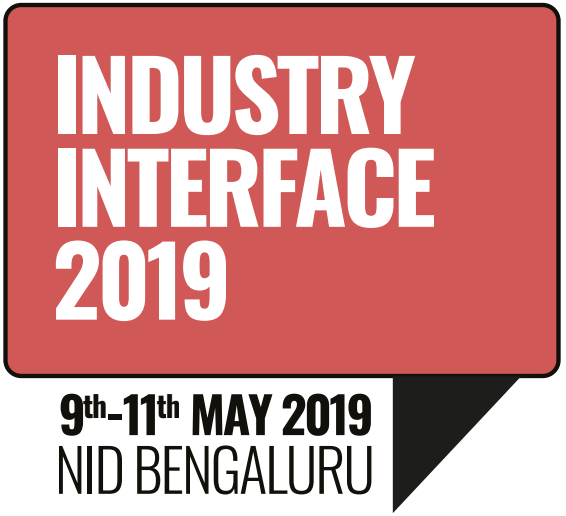 INDUSTRY
INTERFACE
2019
9th-11th MAY 2019
NID BENGALURU